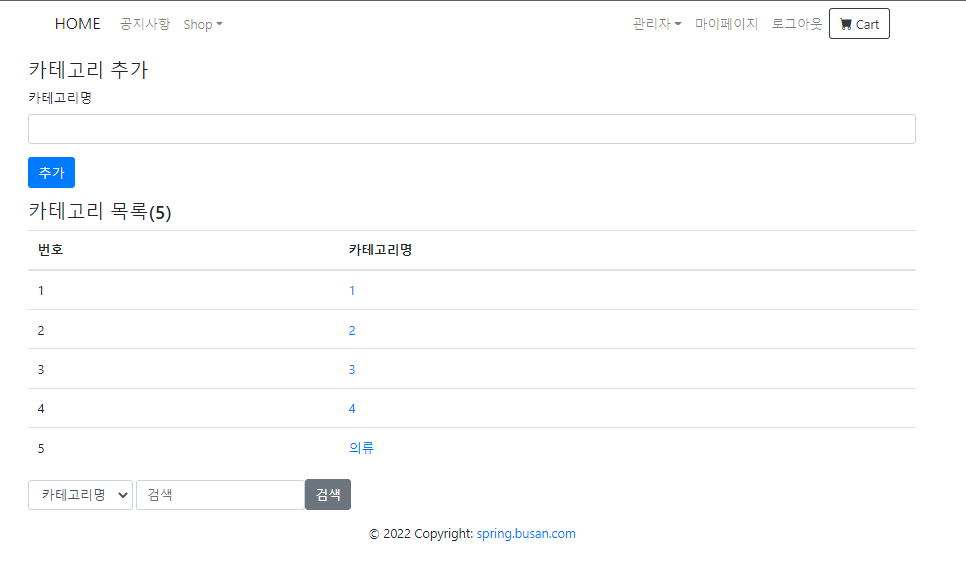 HOME 공지사항 Shop 관리자 마이페이지 로그아웃 Cart
카테고리 추가
카테고리명
추가
카테고리 목록(5)
번호 카테고리명
1 1
2 2
3 3
4 4
5 의류
카테고리명 검색 검색
© 2022 Copyright: spring.busan.com